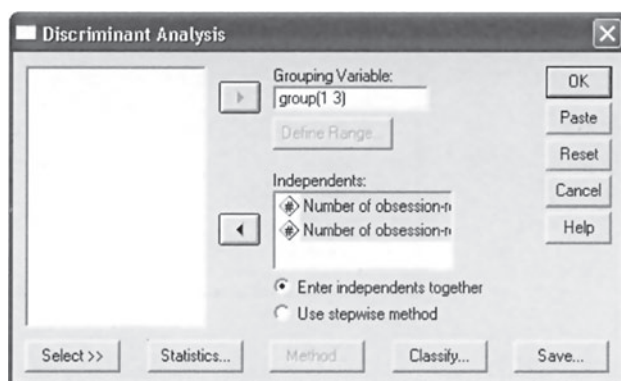 Discriminant Analysis
Grouping Variable:
group(1 3)
Define Range...
Independents:
Number of obsession-r
Number of obsession-r
Enter independents together
Use stepwise method
OK
Paste
Reset
Cancel
Help
Select >>
Statistics...
Method
Classify...
Save...